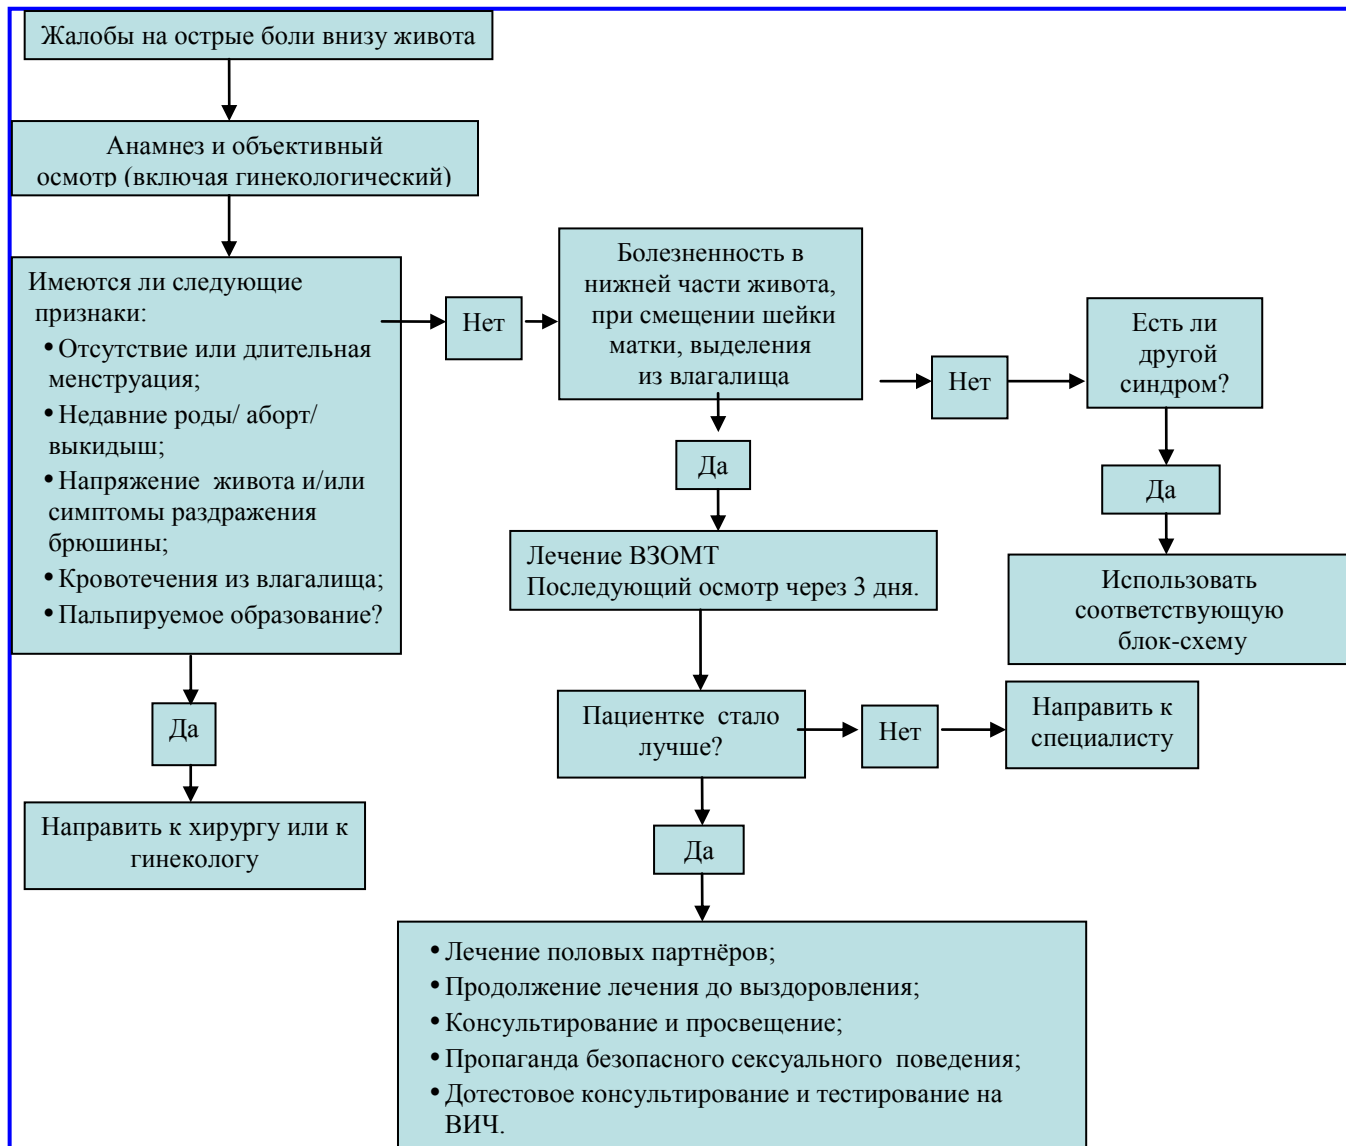 Жалобы на острые боли внизу живота
Анамнез и объективный
осмотр (включая гинекологический)
Имеются ли следующие
признаки:
• Отсутствие или длительная
менструация;
• Недавние роды/ аборт/
выкидыш;
• Напряжение живота и/или
симптомы раздражения
брюшины;
• Кровотечения из влагалища;
• Пальпируемое образование?
Нет
Болезненность в
нижней части живота,
при смещении шейки
матки, выделения
из влагалища
Нет
Есть ли
другой
синдром?
Да
Да
Лечение ВЗОМТ
Последующий осмотр через 3 дня.
Использовать
соответствующую
блок-схему
Да
Пациентке стало
лучше?
Нет
Направить к
специалисту
Направить к хирургу или к
гинекологу
Да
• Лечение половых партнёров;
• Продолжение лечения до выздоровления;
• Консультирование и просвещение;
• Пропаганда безопасного сексуального поведения;
• Дотестовое консультирование и тестирование на
ВИЧ.